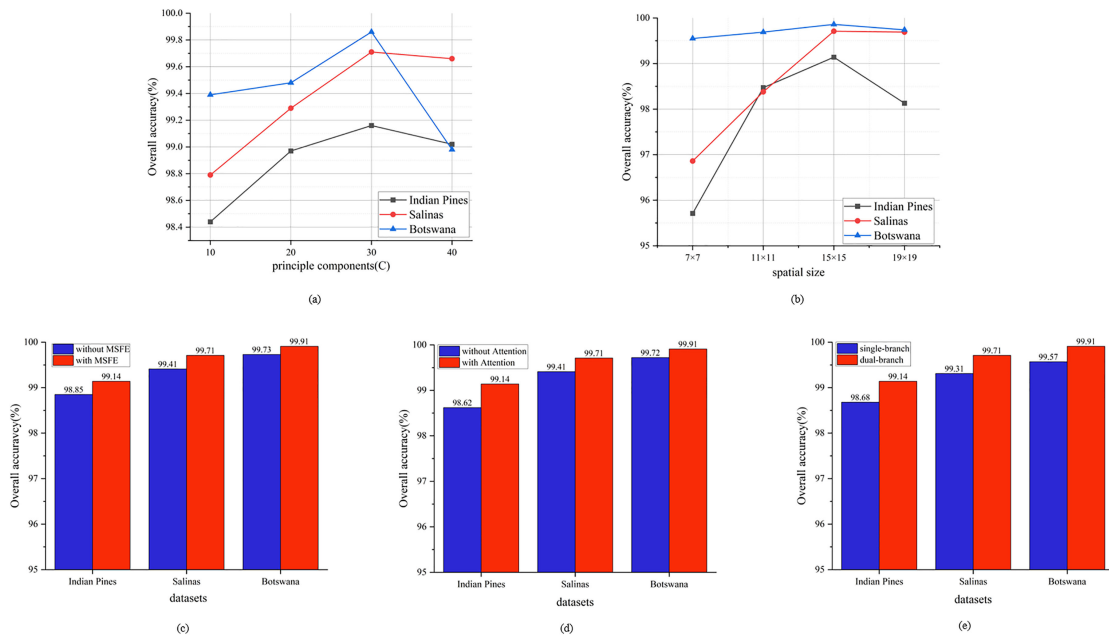 100.0
99.8
99.6
99.4
99.2
99.0
98.8
98.6
98.4
Overall accuracy(%)
10 20 30 40
principle components(C)
Indian Pines
Salinas
Botswana
(a)
100
99
98
97
96
95
Overall accuracy(%)
7×7 11×11 15×15 19×19
spatial size
Indian Pines
Salinas
Botswana
(b)
100
99
98
97
96
95
Overall accuravcy(%)
without MSFE
with MSFE
98.85 99.14 99.41 99.71 99.73 99.91
Indian Pines Salinas Botswana
datasets
(c)
100
99
98
97
96
95
Overall accuracy(%)
without Attention
with Attention
98.62 99.14 99.41 99.71 99.72 99.91
Indian Pines Salinas Botswana
datasets
(d)
100
99
98
97
96
95
Overall accuracy(%)
single-branch
dual-branch
98.68 99.14 99.31 99.71 99.57 99.91
Indian Pines Salinas Botswana
datasets
(e)